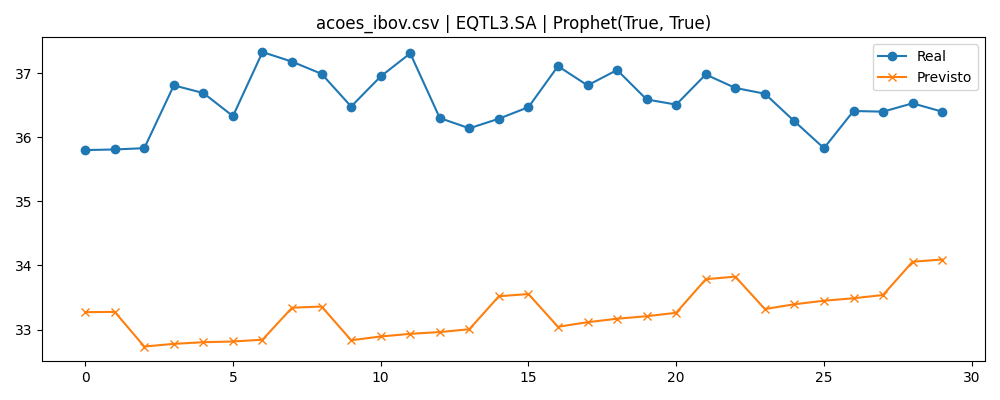 acoes_ibov.csv | EQTL3.SA | Prophet(True, True)
Real
Previsto
37
36
35
34
33
0 5 10 15 20 25 30